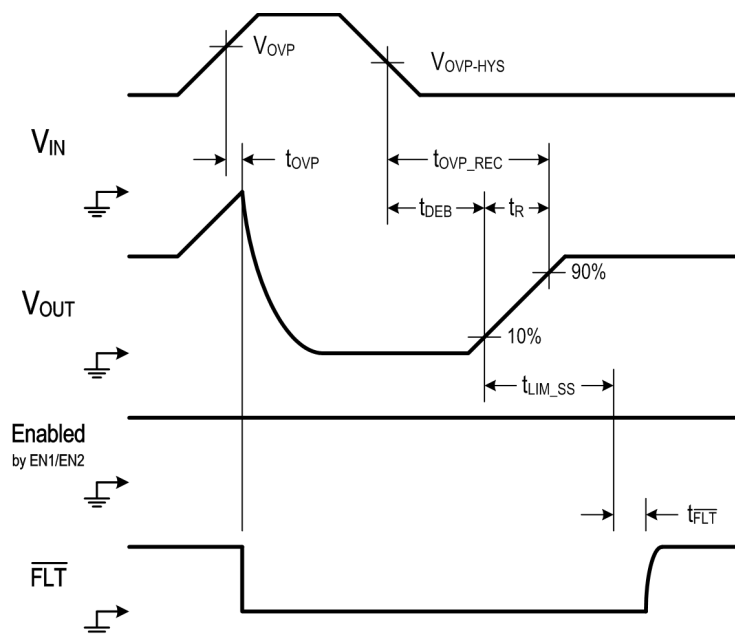 VOVP
VOVP-HYS
VIN
tOVP
tOVP_REC
tDEB
tR
90%
VOUT
10%
tLIM_SS
Enabled
by EN1/EN2
tFLT
FLT